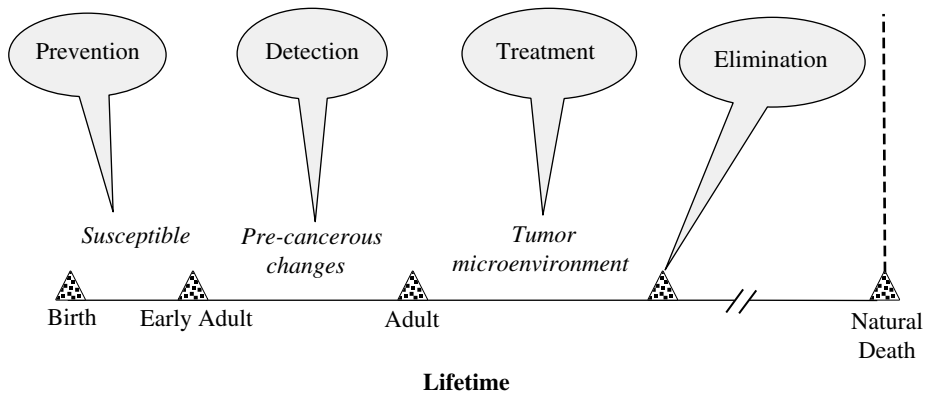 Prevention
Detection
Treatment
Elimination
Susceptible
Pre-cancerous
changes
Tumor
microenvironment
Birth
Early Adult
Adult
Natural
Death
Lifetime